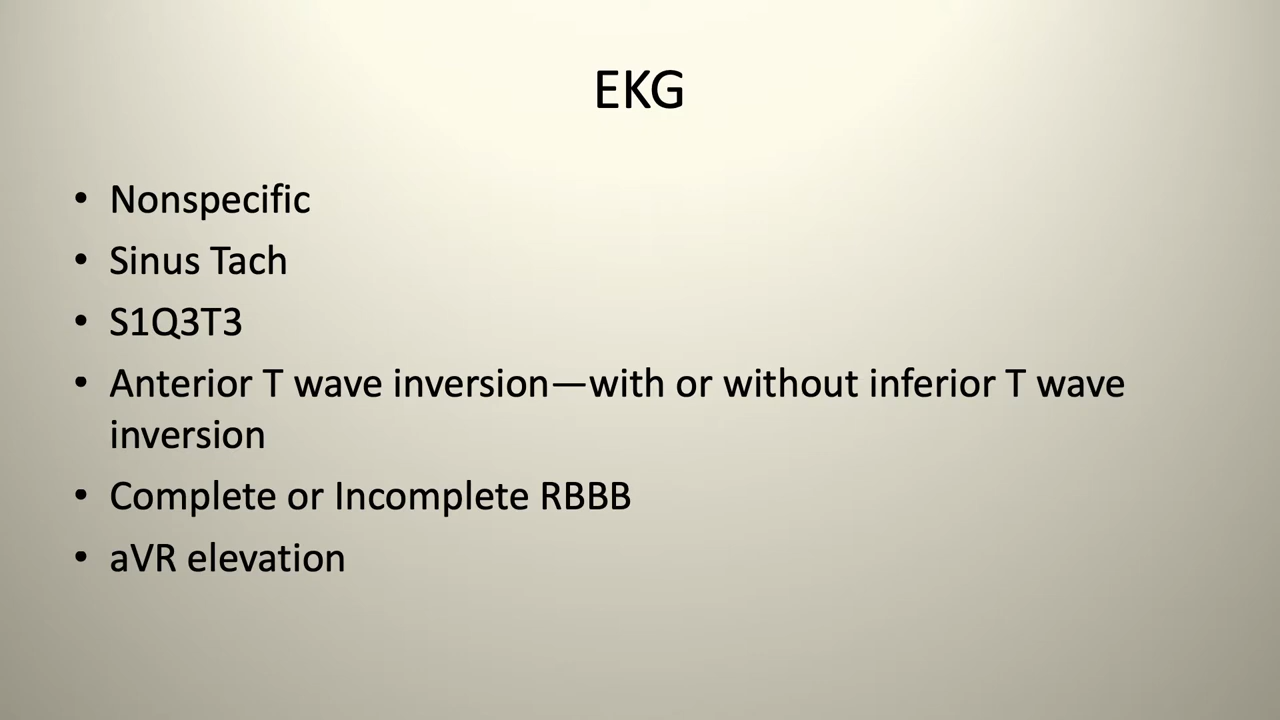 EKG
• Nonspecific
• Sinus Tach
• S1Q3T3
• Anterior T wave inversion—with or without inferior T wave
inversion
• Complete or Incomplete RBBB
• aVR elevation